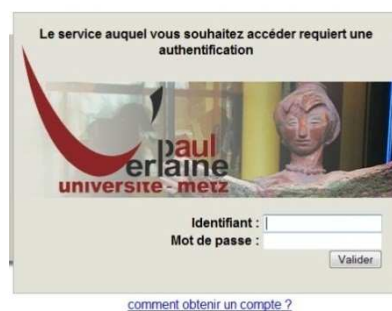 Le service auquel vous souhaitez accéder requiert une
authentification
paul
verlaine
université - metz
Identifiant :
Mot de passe :
Valider
comment obtenir un compte ?